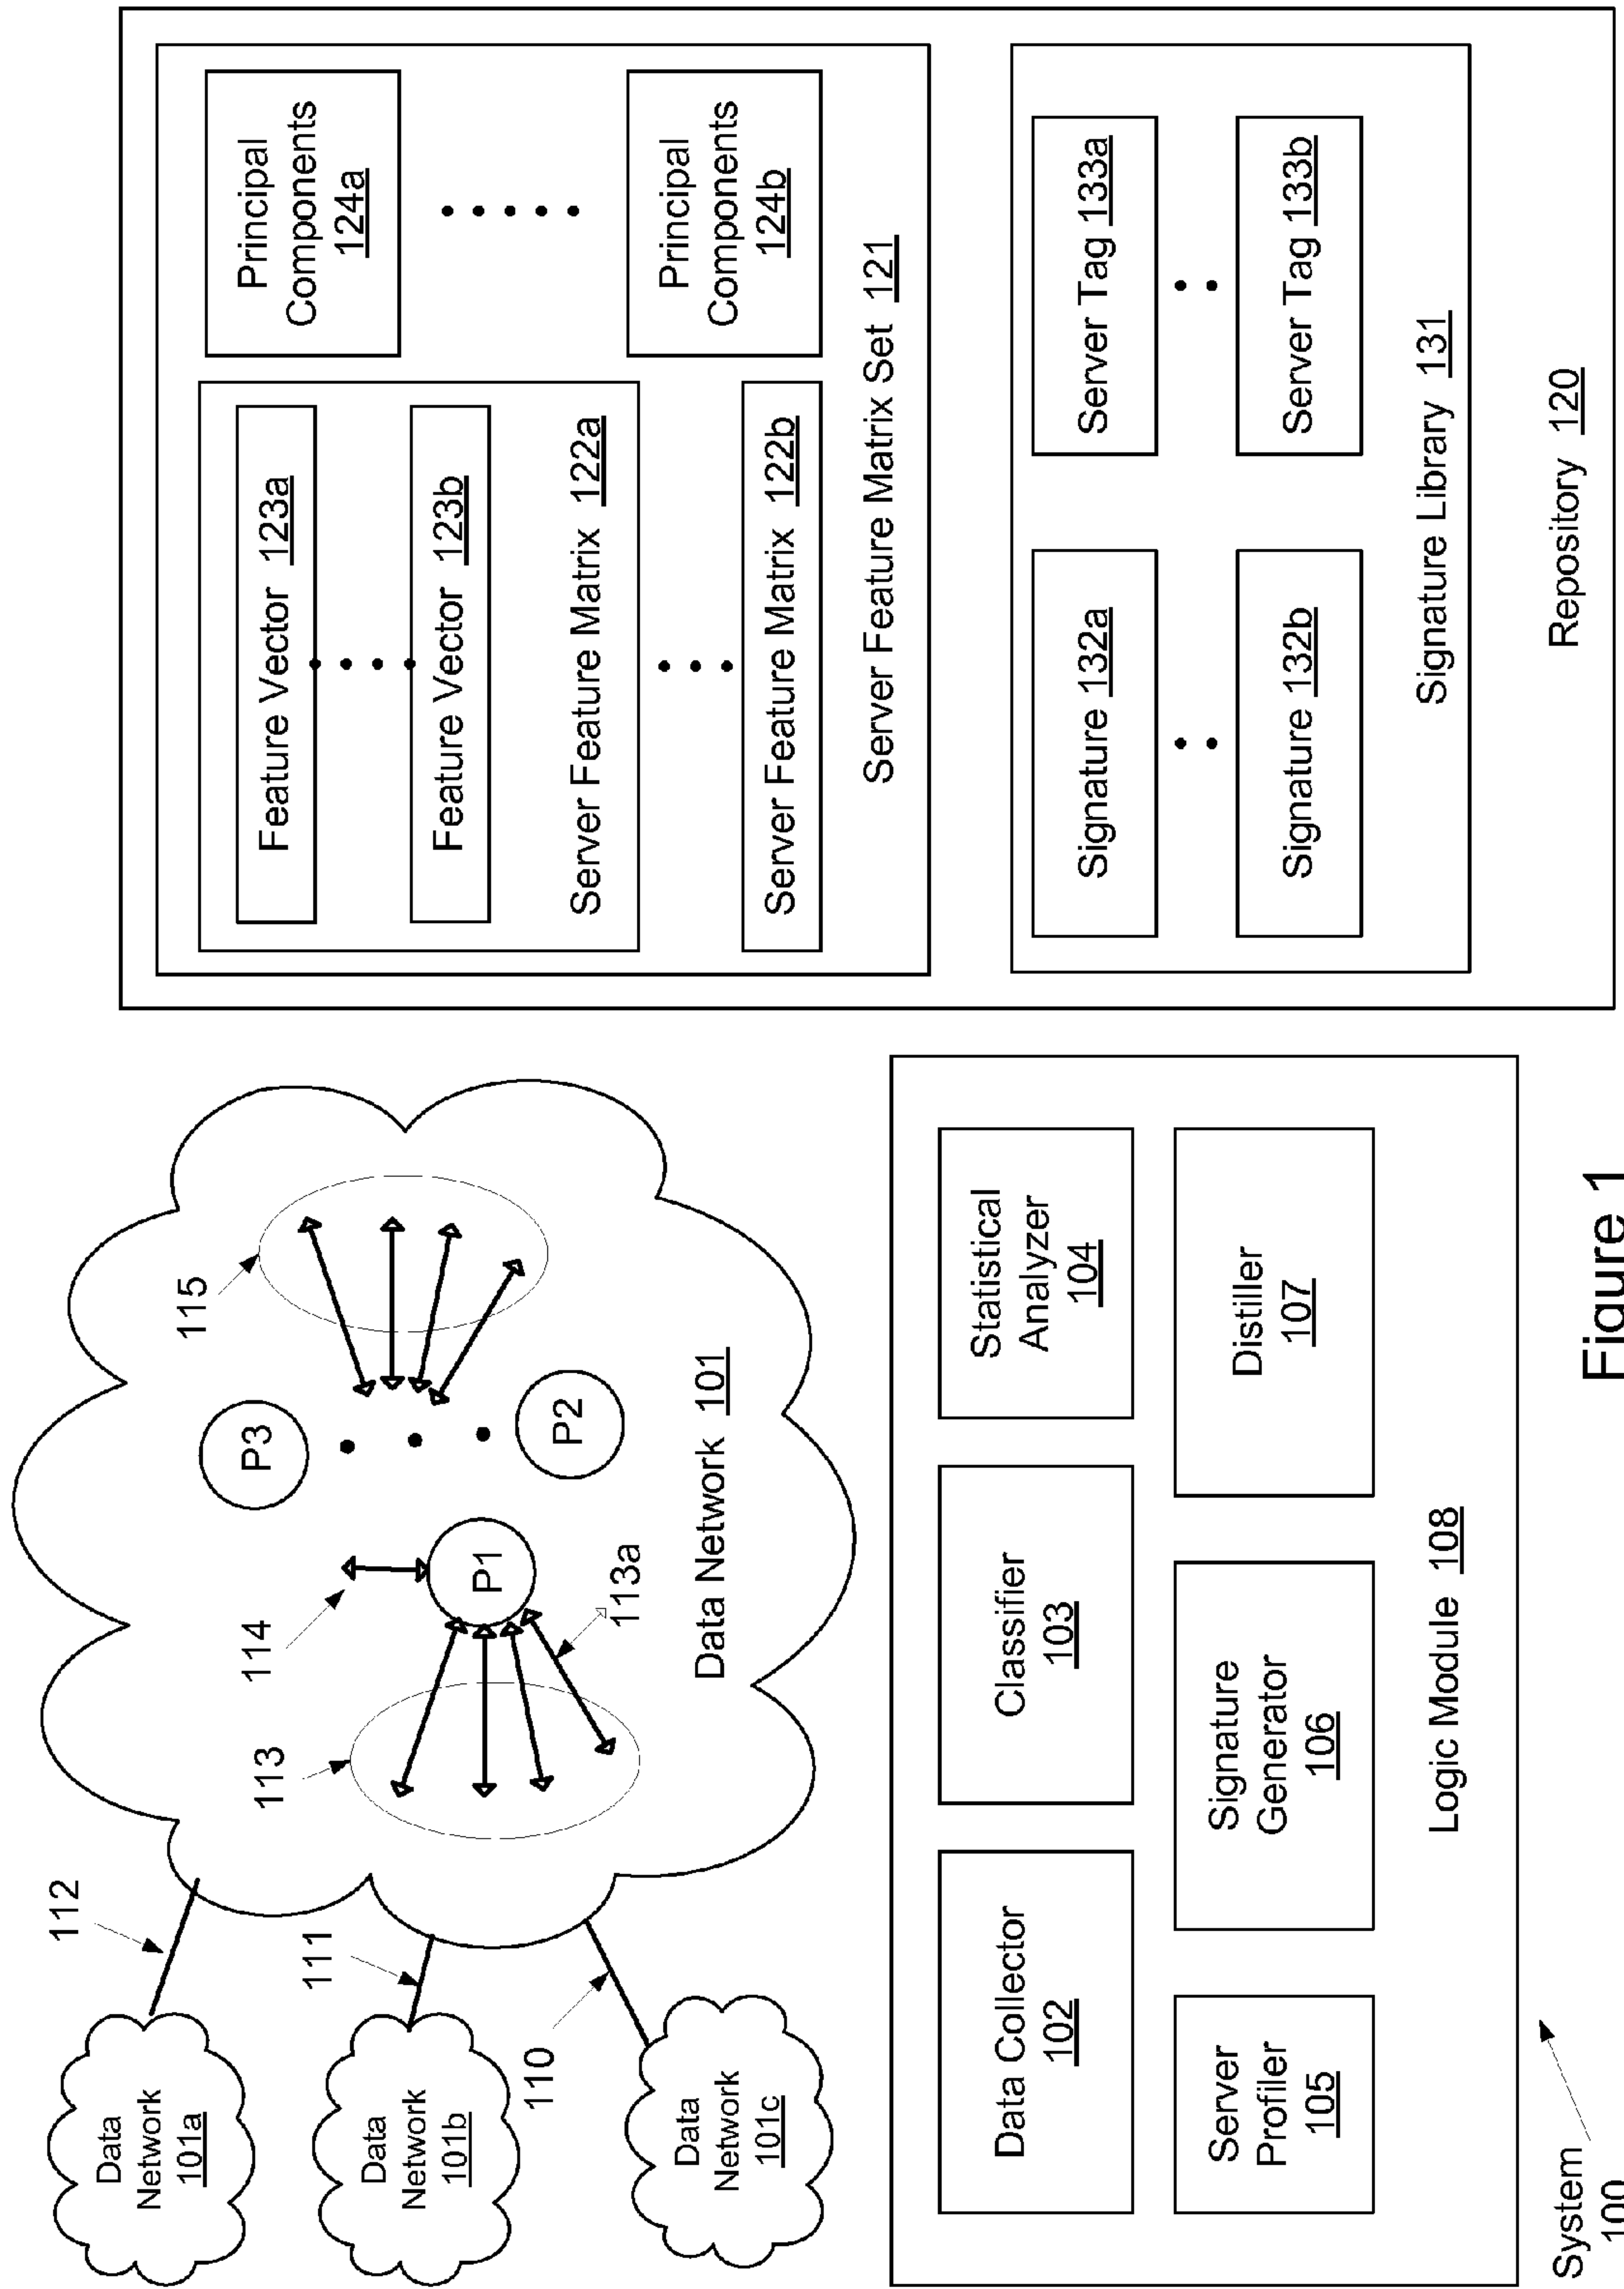 112
Data
Network
101a
111
Data
Network
101b
110
Data
Network
101c
113
114
115
P3
P1
P2
113a
Data Network 101
Data Collector
102
Classifier
103
Statistical
Analyzer
104
Server
Profiler
105
Signature
Generator
106
Distiller
107
Logic Module 108
System
100
Feature Vector 123a
Feature Vector 123b
Server Feature Matrix 122a
Server Feature Matrix 122b
Principal
Components
124a
Principal
Components
124b
Server Feature Matrix Set 121
Signature 132a
Signature 132b
Server Tag 133a
Server Tag 133b
Signature Library 131
Repository 120
Figure 1